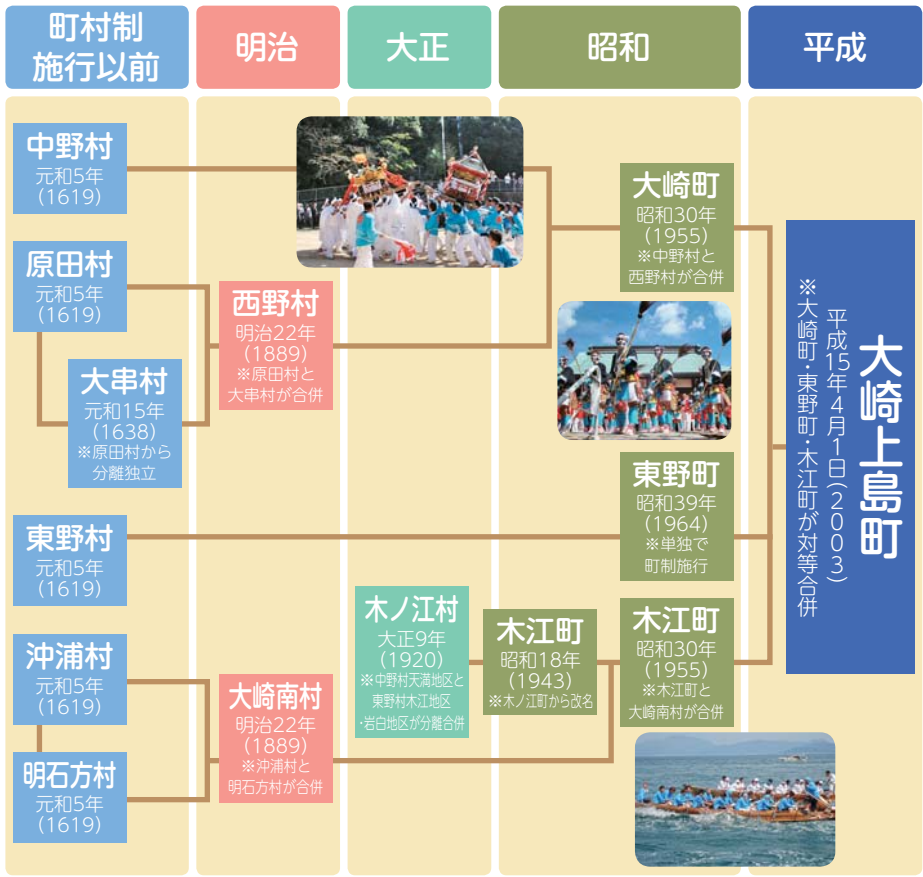 町村制
施行以前
明治
大正
昭和
平成
中野村
元和5年
(1619)
原田村
元和5年
(1619)
大串村
元和15年
(1638)
※原田村から
分離独立
東野村
元和5年
(1619)
沖浦村
元和5年
(1619)
明石方村
元和5年
(1619)
西野村
明治22年
(1889)
※原田村と
大串村が合併
大崎南村
明治22年
(1889)
※沖浦村と
明石方村が合併
木ノ江村
大正9年
(1920)
※中野村天満地区と
東野村木江地区
・岩白地区が分離合併
木江町
昭和18年
(1943)
※木ノ江町から改名
大崎町
昭和30年
(1955)
※中野村と
西野村が合併
東野町
昭和39年
(1964)
※単独で
町制施行
木江町
昭和30年
(1955)
※木江町と
大崎南村が合併
大崎上島町
平成15年4月1日(2003)
※大崎町・東野町・木江町が対等合併